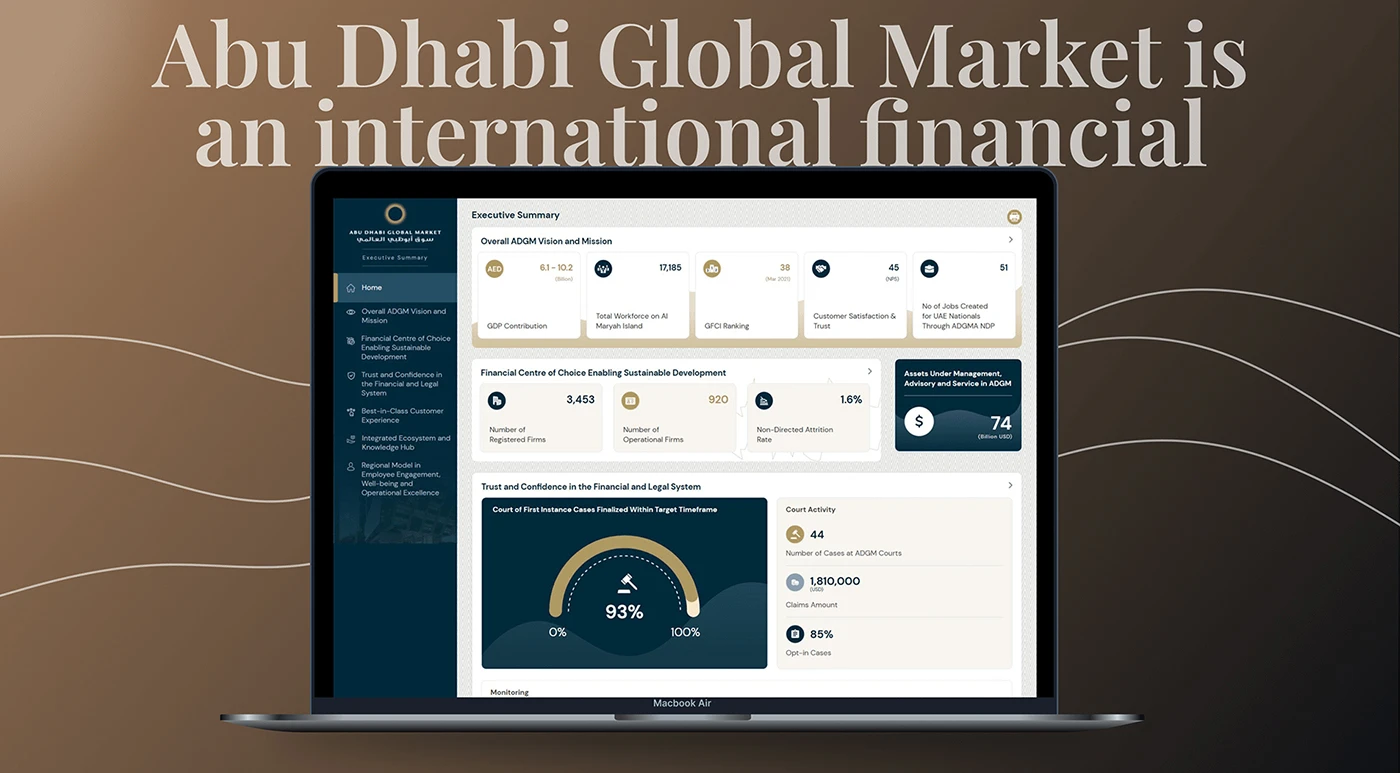 Abu Dhabi Global Market is
an international financial
ABU DHABI GLOBAL MARKET
سوق أبوظبي العالمي
Executive Summary
Home
Overall ADGM Vision and
Mission
Financial Centre of Choice
Enabling Sustainable
Development
Trust and Confidence in
the Financial and Legal
System
Best-in-Class Customer
Experience
Integrated Ecosystem and
Knowledge Hub
Regional Model in
Employee Engagement,
Well-being and
Operational Excellence
Executive Summary
Overall ADGM Vision and Mission
AED
6.1 - 10.2
(Billion)
GDP Contribution
17,185
Total Workforce on Al
Maryah Island
38
(Mar 2021)
GFCI Ranking
45
(NPS)
Customer Satisfaction &
Trust
51
No of Jobs Created
for UAE Nationals
Through ADGMA NDP
Financial Centre of Choice Enabling Sustainable Development
3,453
Number of
Registered Firms
920
Number of
Operational Firms
1.6%
Non-Directed Attrition
Rate
Assets Under Management,
Advisory and Service in ADGM
$
74
(Billion USD)
Trust and Confidence in the Financial and Legal System
Court of First Instance Cases Finalized Within Target Timeframe
93%
0%
100%
Court Activity
44
Number of Cases at ADGM Courts
1,810,000
(USD)
Claims Amount
85%
Opt-in Cases
Monitoring
Macbook Air